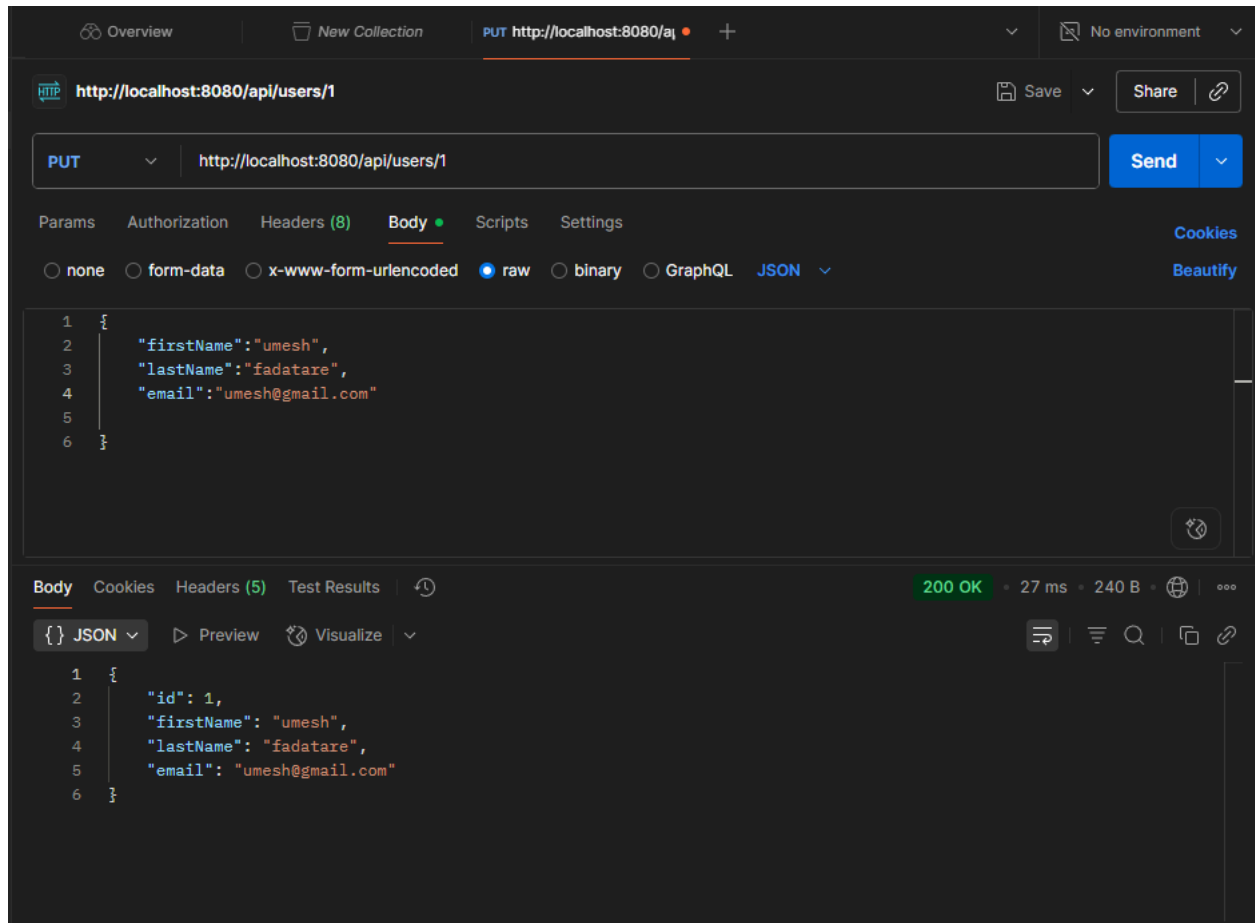 Overview New Collection PUT http://localhost:8080/a No environment
HTTP http://localhost:8080/api/users/1 Save Share
PUT http://localhost:8080/api/users/1 Send
Params Authorization Headers (8) Body Scripts Settings Cookies
none form-data x-www-form-urlencoded raw binary GraphQL JSON Beautify
1 {
2 "firstName":"umesh",
3 "lastName":"fadatare",
4 "email":"umesh@gmail.com"
5
6 }
Body Cookies Headers (5) Test Results 200 OK • 27 ms • 240 B •
{} JSON Preview Visualize
1 {
2 "id": 1,
3 "firstName": "umesh",
4 "lastName": "fadatare",
5 "email": "umesh@gmail.com"
6 }